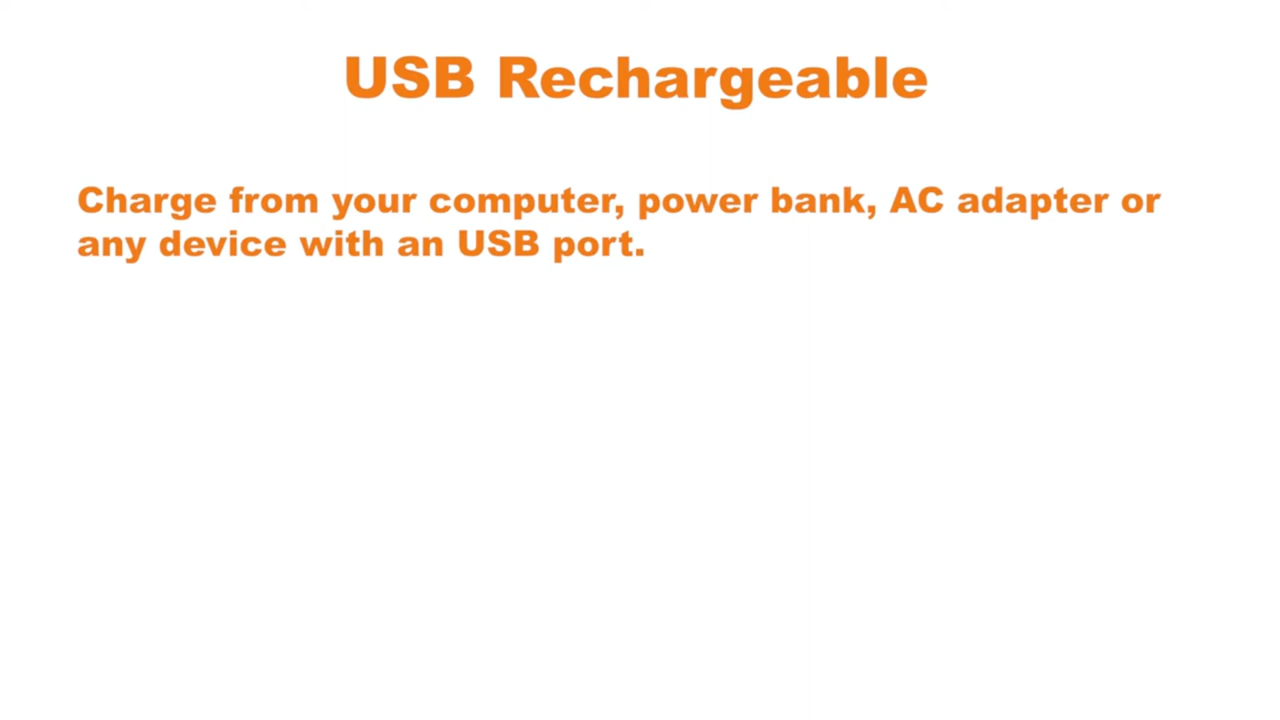 USB Rechargeable
Charge from your computer, power bank, AC adapter or
any device with an USB port.